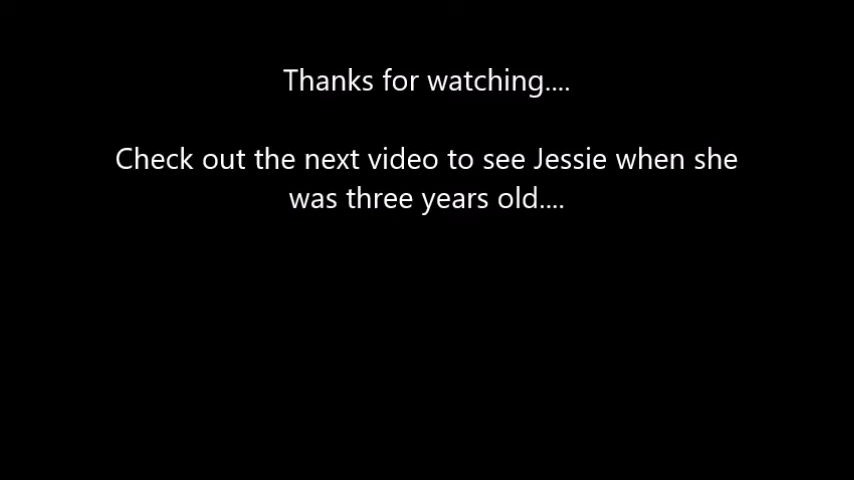 Thanks for watching....
Check out the next video to see Jessie when she
was three years old....